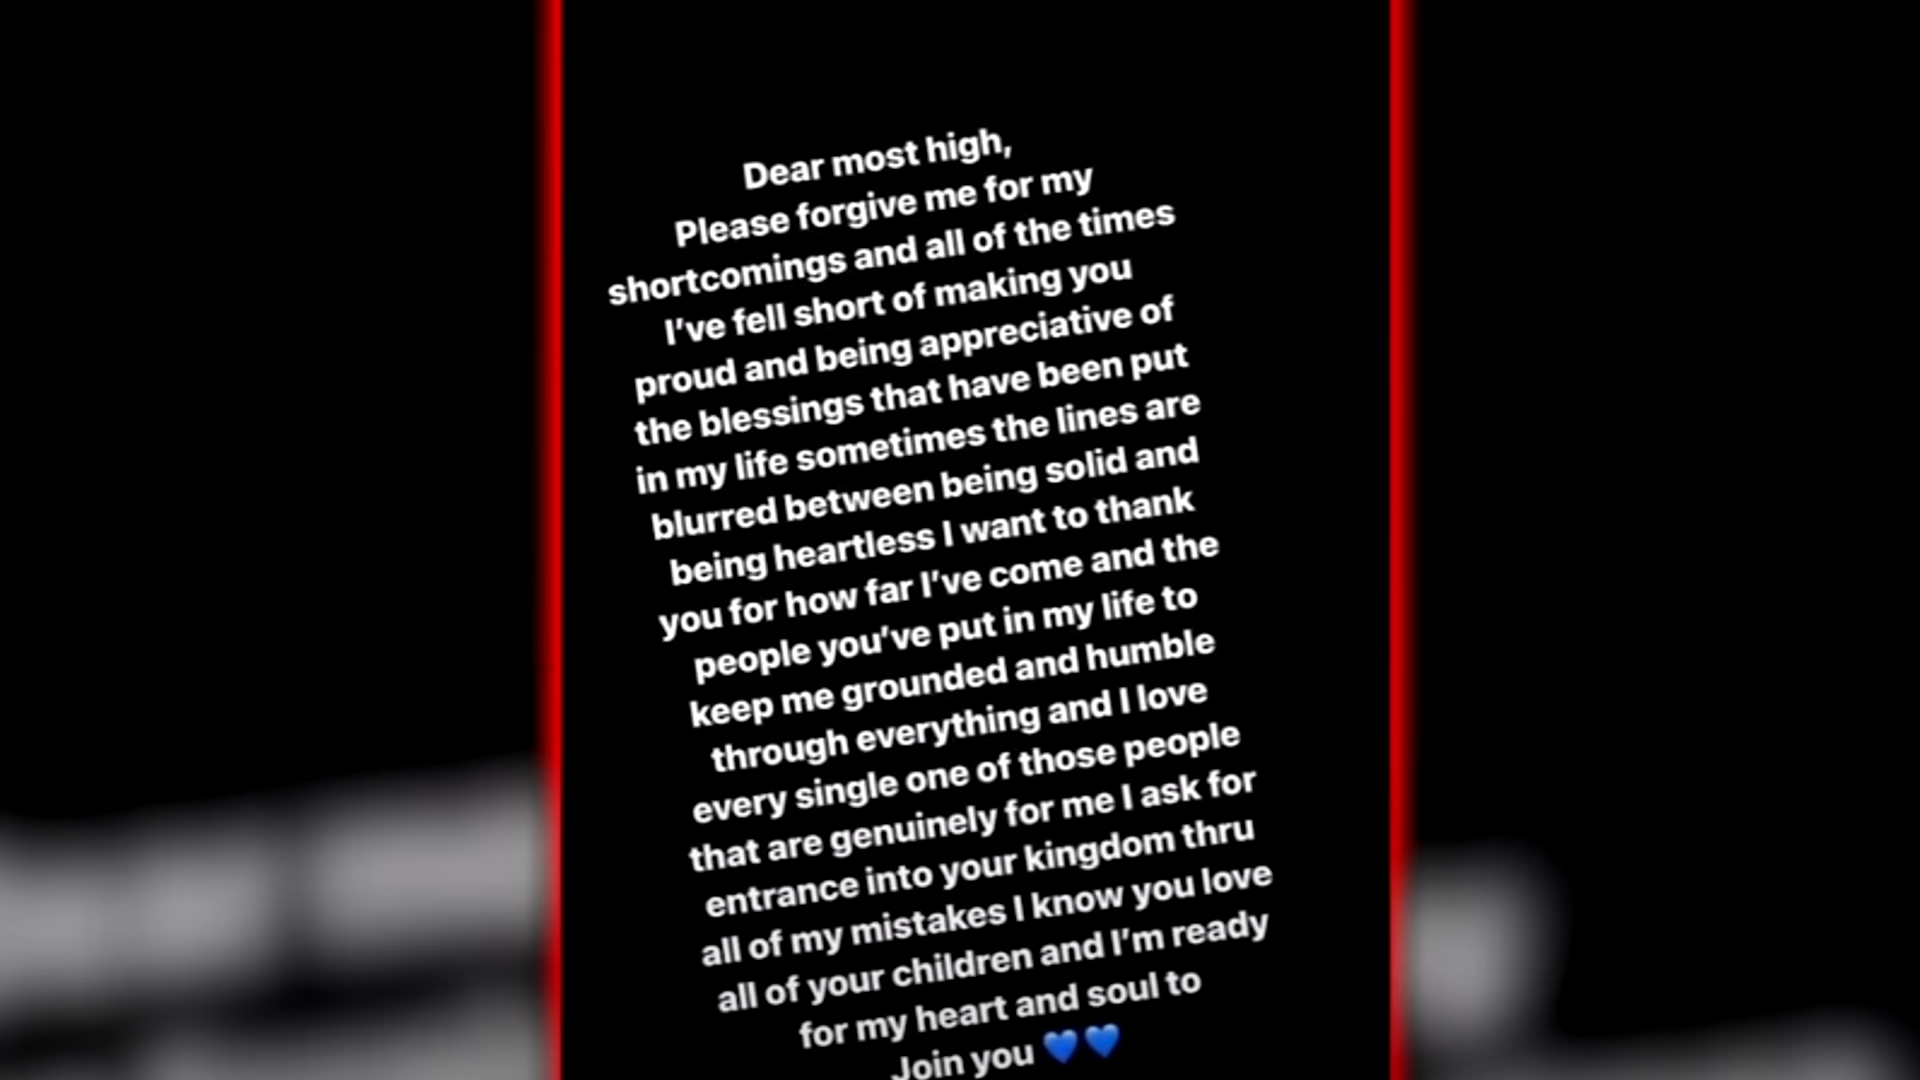 Dear most high,
Please forgive me for my
shortcomings and all of the times
I've fell short of making you
proud and being appreciative of
the blessings that have been put
in my life sometimes the lines are
blurred between being solid and
being heartless I want to thank
you for how far I've come and the
people you've put in my life to
keep me grounded and humble
through everything and I love
every single one of those people
that are genuinely for me I ask for
entrance into your kingdom thru
all of my mistakes I know you love
all of your children and I'm ready
for my heart and soul to
Join you 💙💙